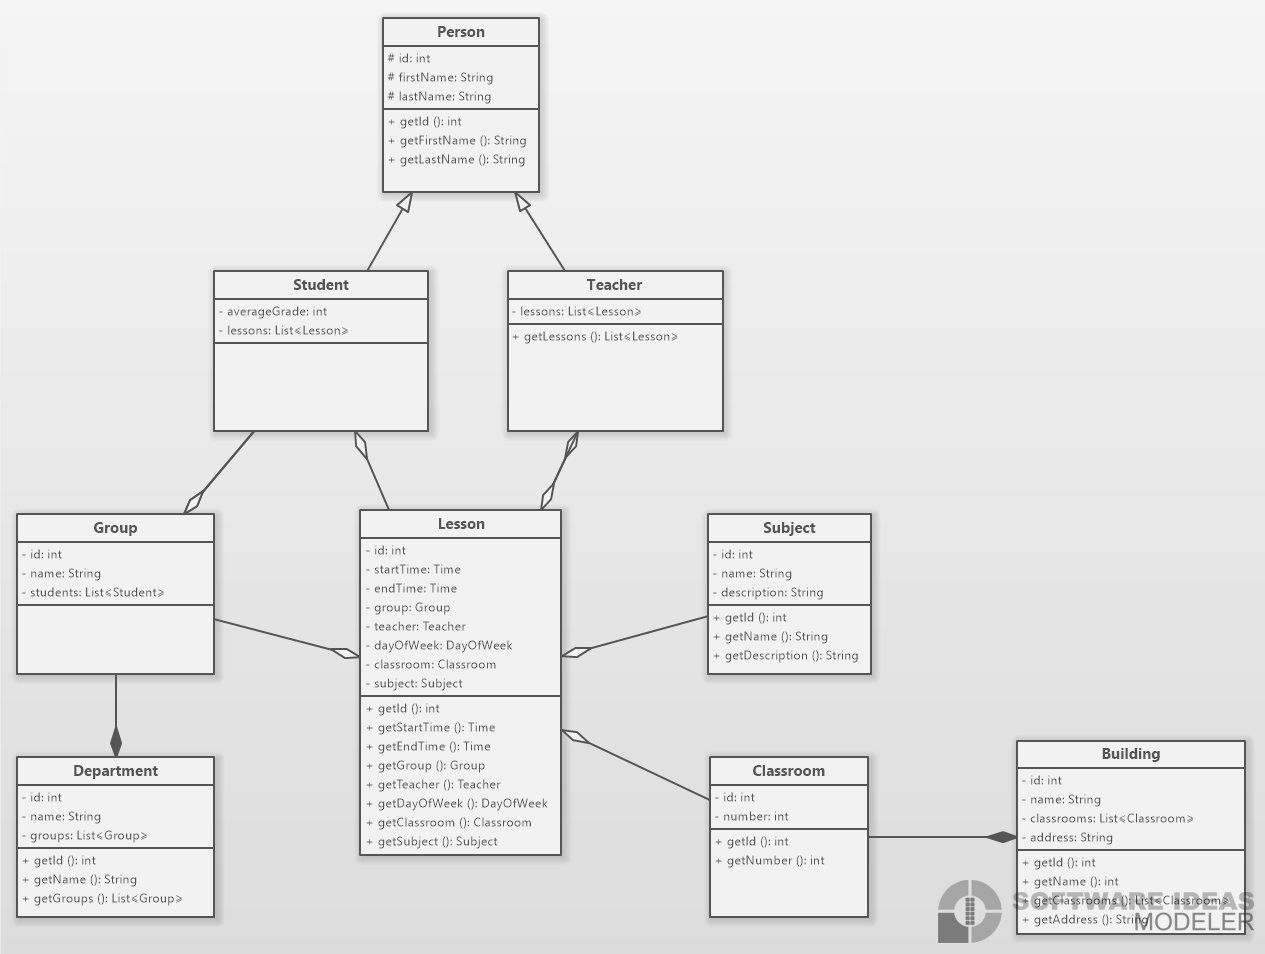 Person
# id: int
# firstName: String
# lastName: String
+ getId (): int
+ getFirstName (): String
+ getLastName (): String
Student
- averageGrade: int
- lessons: List<Lesson>
Teacher
- lessons: List<Lesson>
+ getLessons (): List<Lesson>
Group
- id: int
- name: String
- students: List<Student>
Lesson
- id: int
- startTime: Time
- endTime: Time
- group: Group
- teacher: Teacher
- dayOfWeek: DayOfWeek
- classroom: Classroom
- subject: Subject
+ getId (): int
+ getStartTime (): Time
+ getEndTime (): Time
+ getGroup (): Group
+ getTeacher (): Teacher
+ getDayOfWeek (): DayOfWeek
+ getClassroom (): Classroom
+ getSubject (): Subject
Subject
- id: int
- name: String
- description: String
+ getId (): int
+ getName (): String
+ getDescription (): String
Department
- id: int
- name: String
- groups: List<Group>
+ getId (): int
+ getName (): String
+ getGroups (): List<Group>
Classroom
- id: int
- number: int
+ getId (): int
+ getNumber (): int
Building
- id: int
- name: String
- classrooms: List<Classroom>
- address: String
+ getId (): int
+ getName (): int
+ getClassrooms (): List<Classroom>
+ getAddress (): String
SOFTWARE IDEAS
MODELER